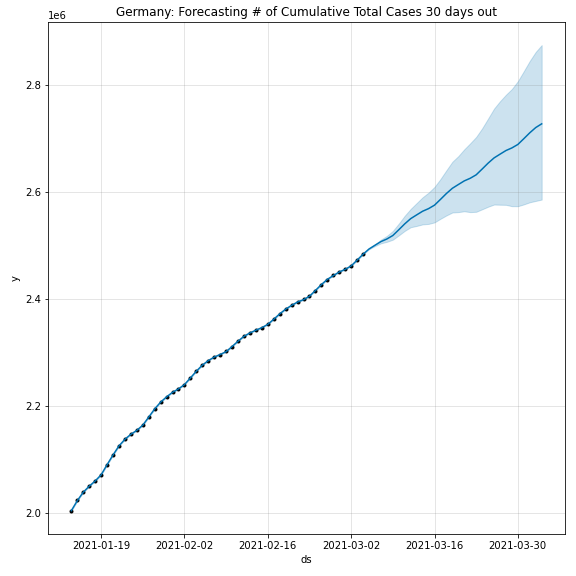 Germany: Forecasting # of Cumulative Total Cases 30 days out
1e6
2.8
2.6
2.4
2.2
2.0
y
2021-01-19 2021-02-02 2021-02-16 2021-03-02 2021-03-16 2021-03-30
ds